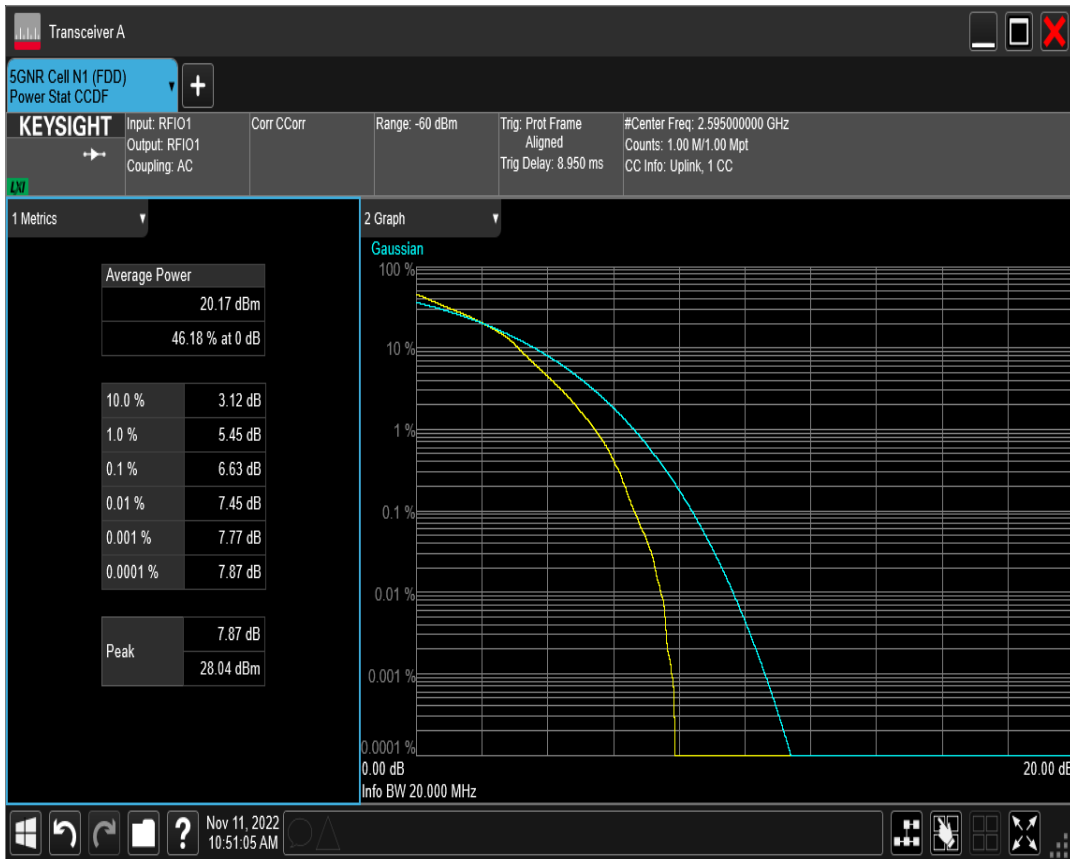 Transceiver A
5GNR Cell N1 (FDD)
Power Stat CCDF
+
KEYSIGHT
LXI
Input: RFIO1
Output: RFIO1
Coupling: AC
Corr CCorr
Range: -60 dBm
Trig: Prot Frame
Aligned
Trig Delay: 8.950 ms
#Center Freq: 2.595000000 GHz
Counts: 1.00 M/1.00 Mpt
CC Info: Uplink, 1 CC
1 Metrics
Average Power
20.17 dBm
46.18 % at 0 dB
10.0 % 3.12 dB
1.0 % 5.45 dB
0.1 % 6.63 dB
0.01 % 7.45 dB
0.001 % 7.77 dB
0.0001 % 7.87 dB
Peak
7.87 dB
28.04 dBm
2 Graph
Gaussian
100 %
10 %
1 %
0.1 %
0.01 %
0.001 %
0.0001 %
0.00 dB 20.00 dB
Info BW 20.000 MHz
?
Nov 11, 2022
10:51:05 AM